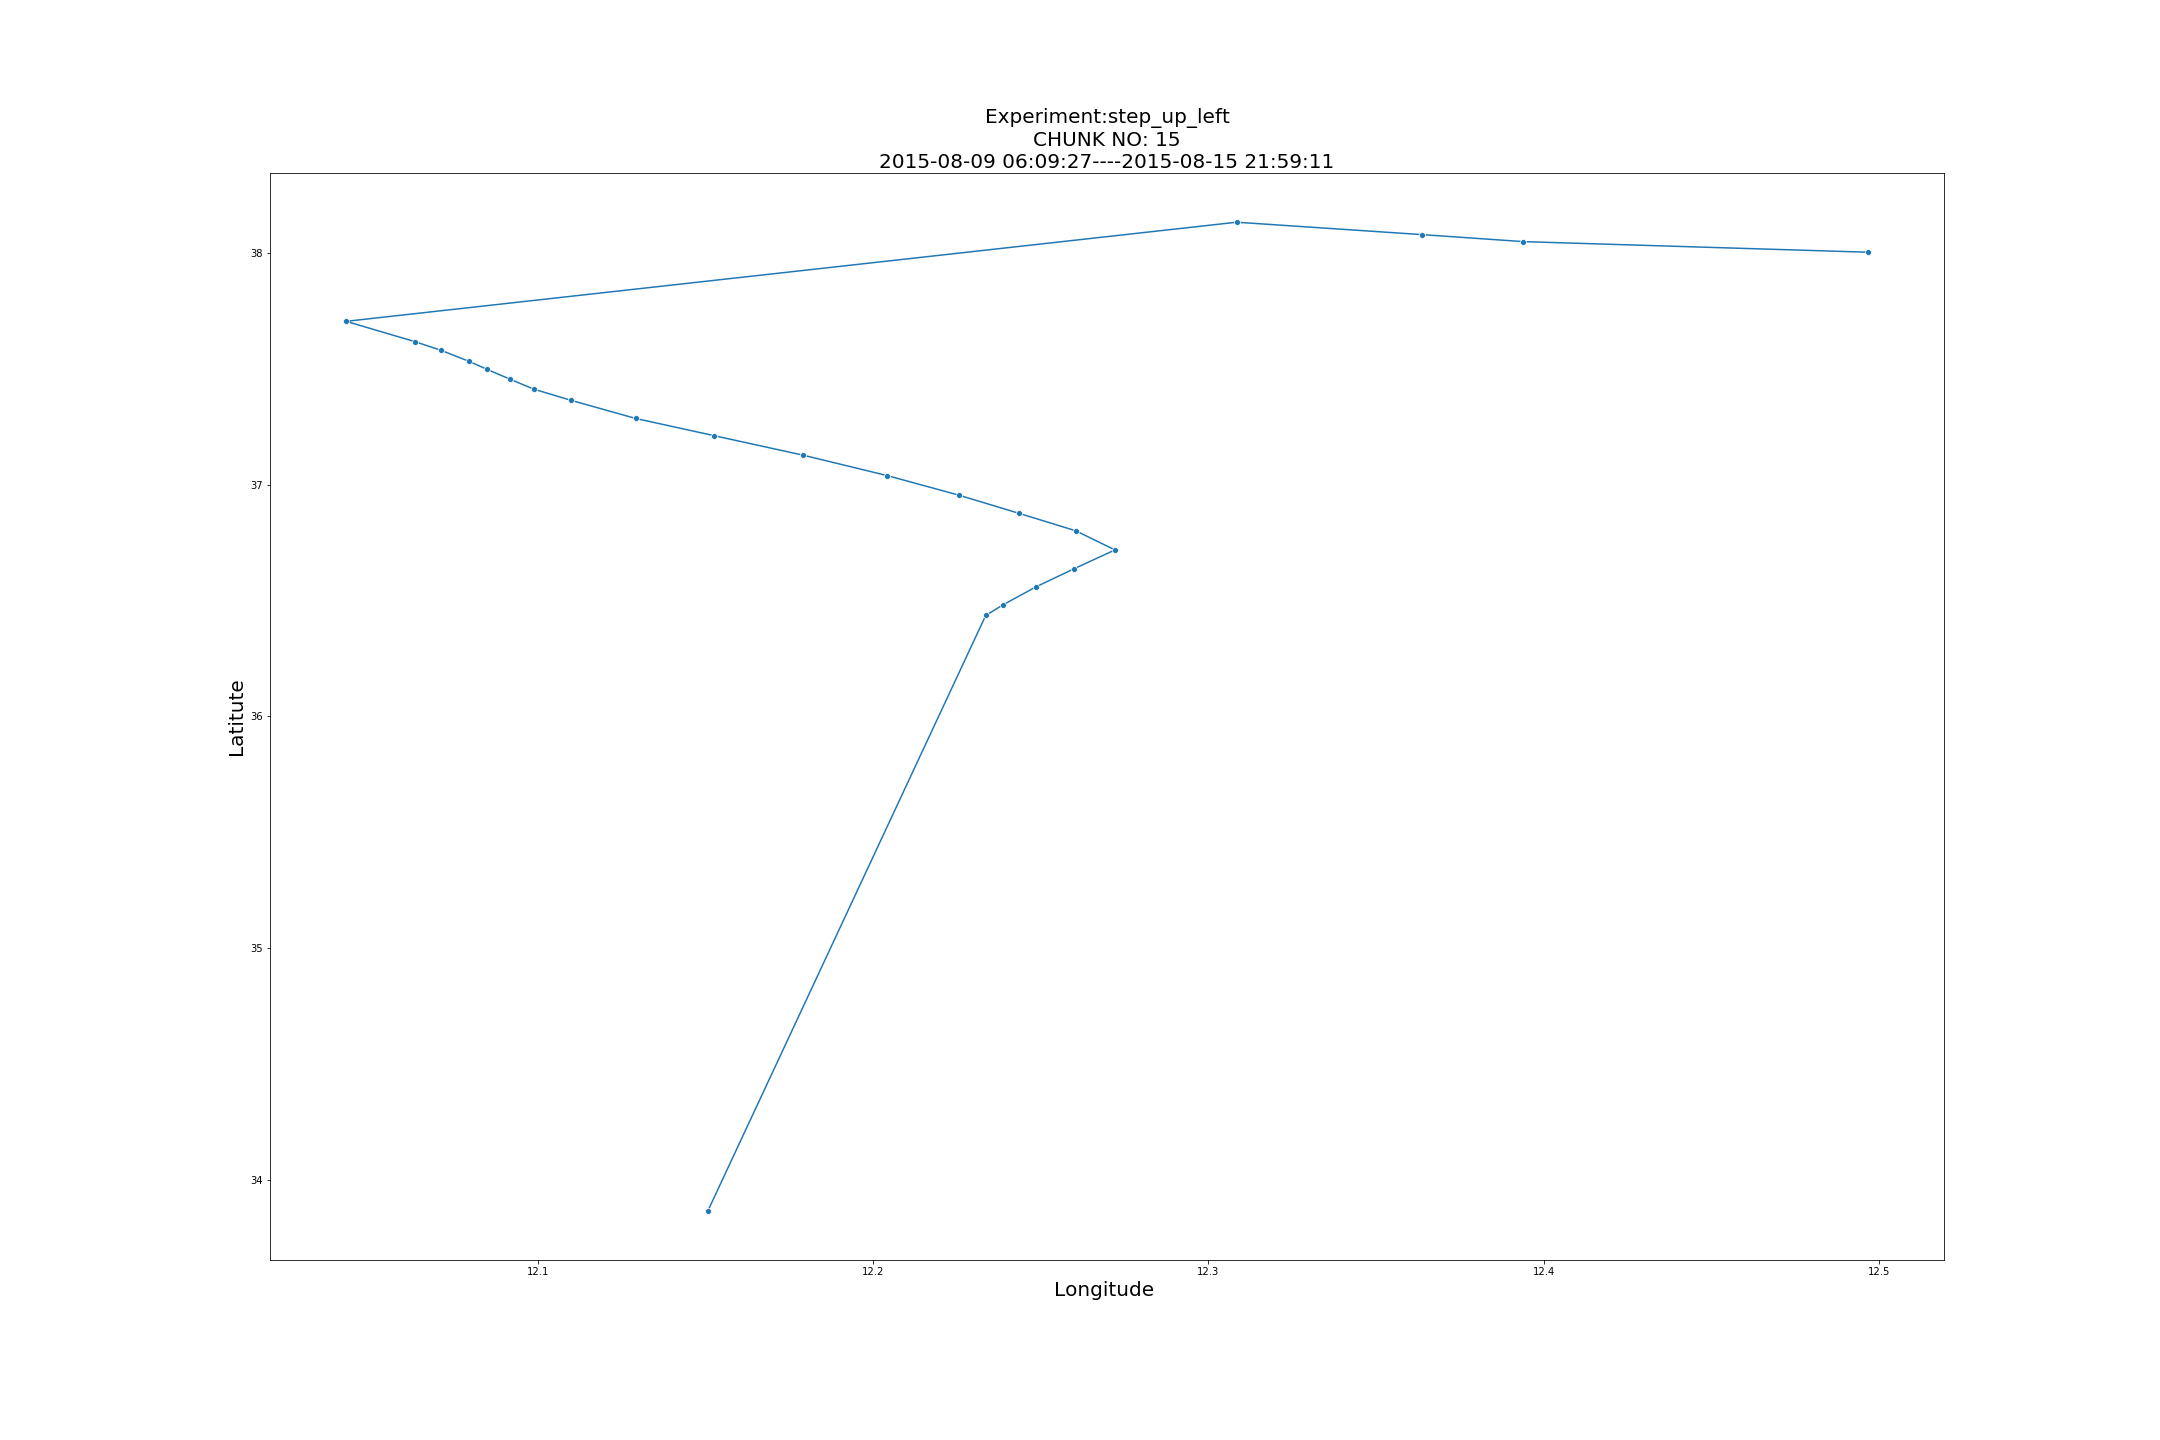 Experiment:step_up_left
CHUNK NO: 15
2015-08-09 06:09:27----2015-08-15 21:59:11
38
37
36
35
34
Latitute
12.1
12.2
12.3
12.4
12.5
Longitude